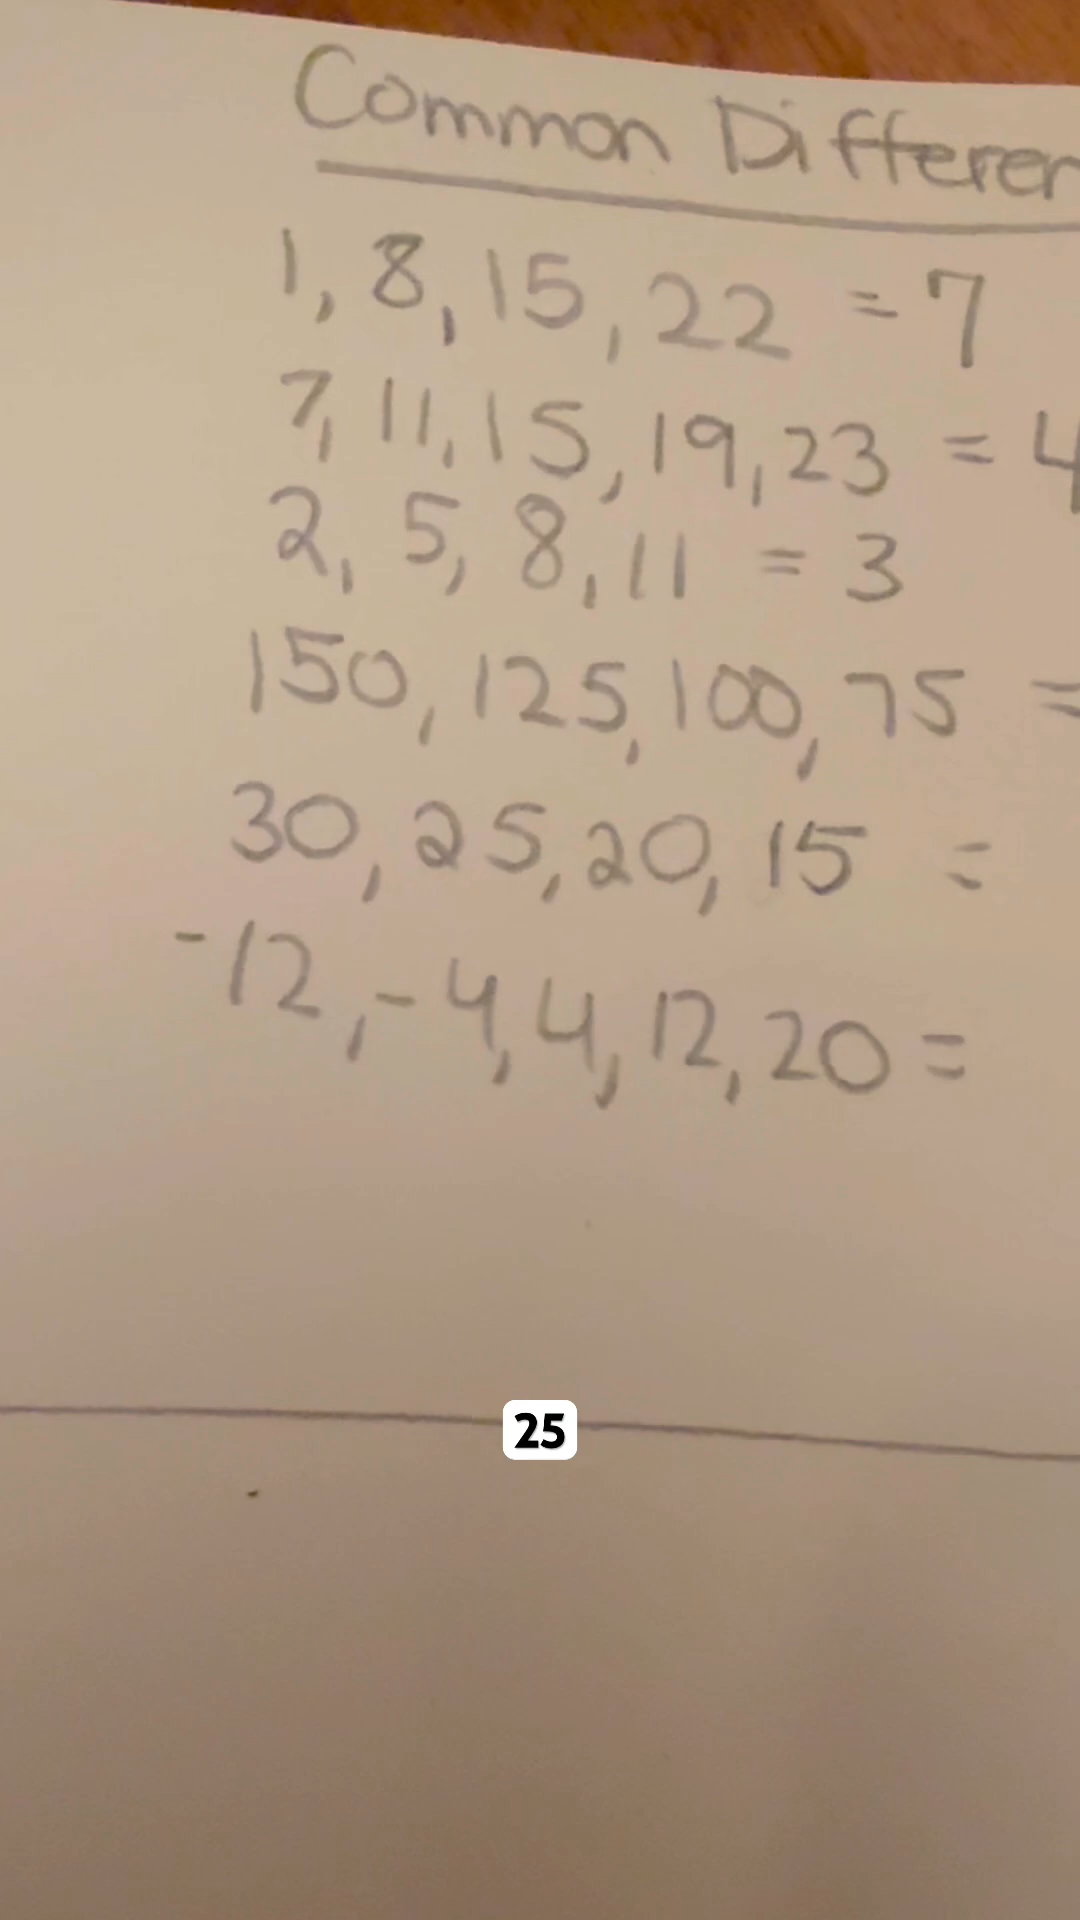 Common Differen
1, 8, 15, 22 = 7
7, 11, 15, 19, 23 = 4
2, 5, 8, 11 = 3
150, 125, 100, 75 =
30, 25, 20, 15 =
-12, -4, 4, 12, 20 =
25